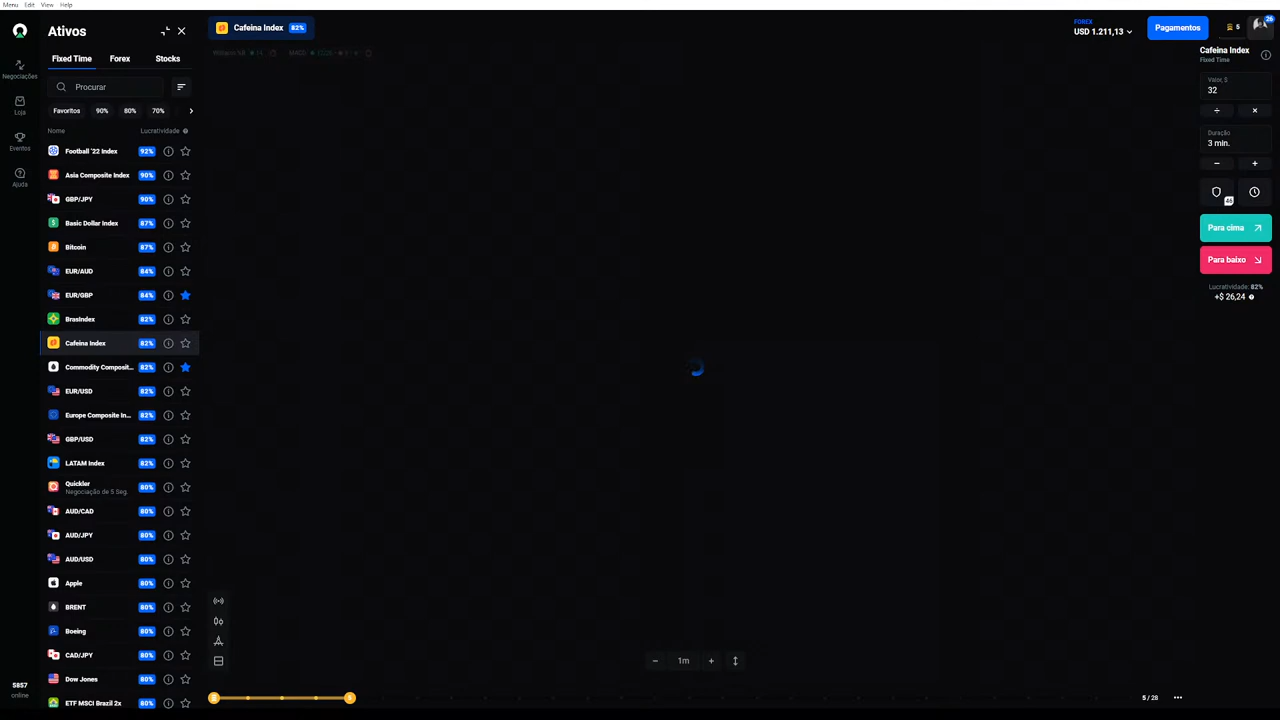 Menu Edit View Help
Ativos
Cafeina Index 82%
FOREX
USD 1.211,13
Pagamentos
5
26
Fixed Time Forex Stocks
Negociações
Loja
Eventos
Ajuda
Procurar
Favoritos 90% 80% 70%
Nome Lucratividade
Football '22 Index 92%
Asia Composite Index 90%
GBP/JPY 90%
Basic Dollar Index 87%
Bitcoin 87%
EUR/AUD 84%
EUR/GBP 84%
BrasIndex 82%
Cafeina Index 82%
Commodity Composit... 82%
EUR/USD 82%
Europe Composite In... 82%
GBP/USD 82%
LATAM Index 82%
Quickler 80%
Negociação de 5 Seg.
AUD/CAD 80%
AUD/JPY 80%
AUD/USD 80%
Apple 80%
BRENT 80%
Boeing 80%
CAD/JPY 80%
Dow Jones 80%
ETF MSCI Brazil 2x 80%
5857
online
1m
5
5 / 28
Cafeina Index
Fixed Time
Valor, $
32
÷ ×
Duração
3 min.
− +
46
Para cima
Para baixo
Lucratividade: 82%
+$ 26,24